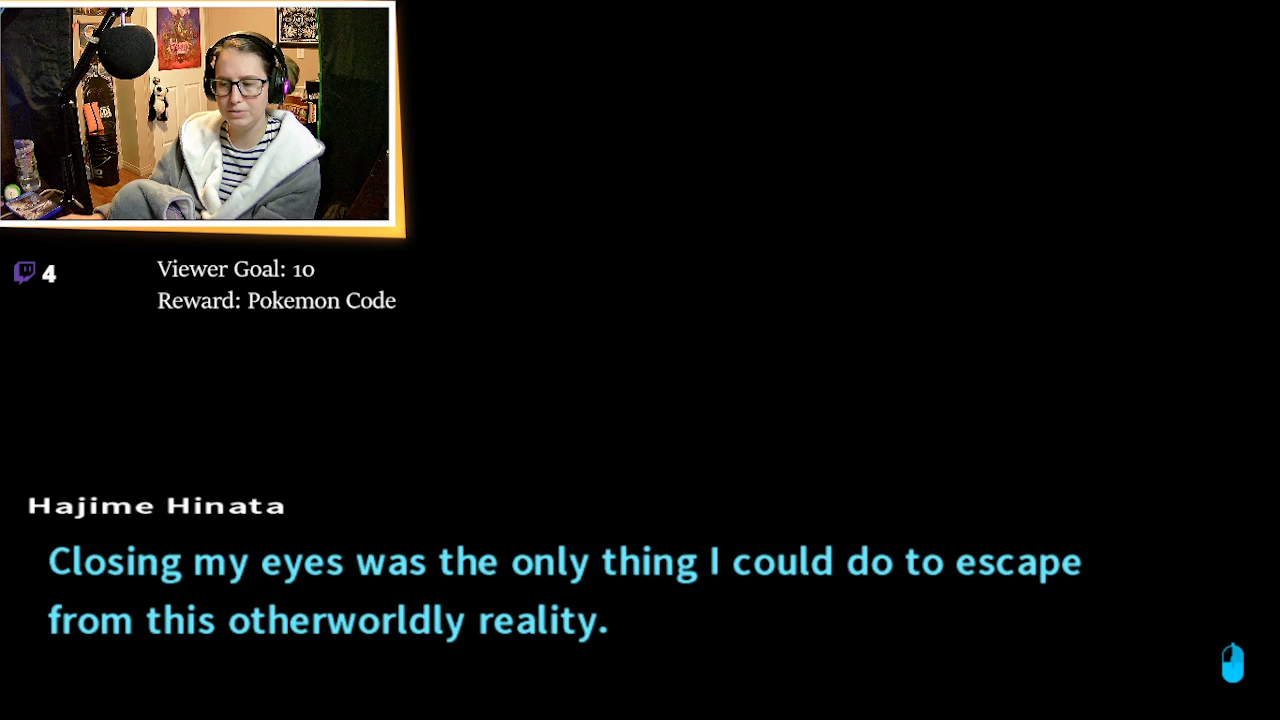 4
Viewer Goal: 10
Reward: Pokemon Code
Hajime Hinata
Closing my eyes was the only thing I could do to escape
from this otherworldly reality.